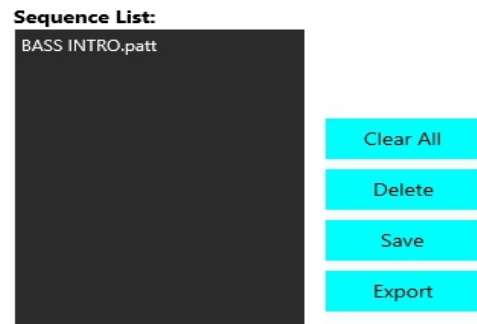 Sequence List:
BASS INTRO.patt
Clear All
Delete
Save
Export